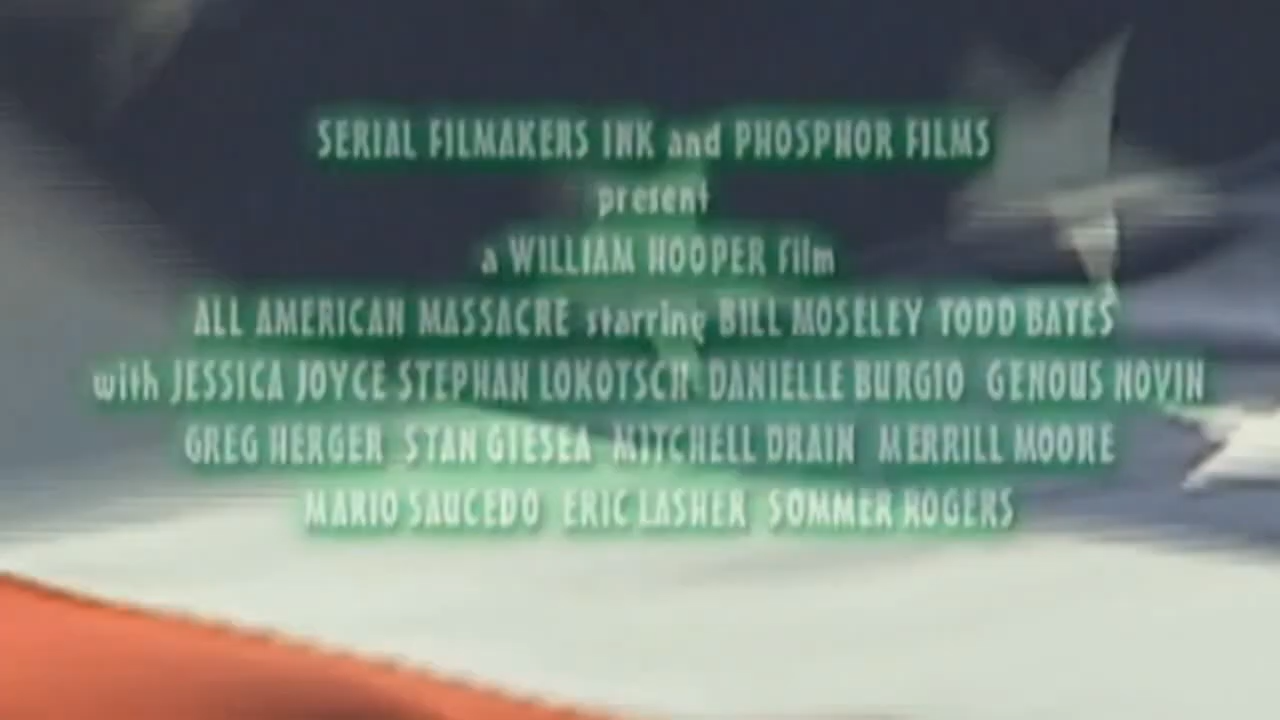 SERIAL FILMAKERS INK and PHOSPHOR FILMS
present
a WILLIAM HOOPER Film
ALL AMERICAN MASSACRE starring BILL MOSELEY TODD BATES
with JESSICA JOYCE STEPHAN LOKOTSCH DANIELLE BURGIO GENOUS NOVIN
GREG HERGER STAN GIESEA MITCHELL DRAIN MERRILL MOORE
MARIO SAUCEDO ERIC LASHER SOMMER ROGERS